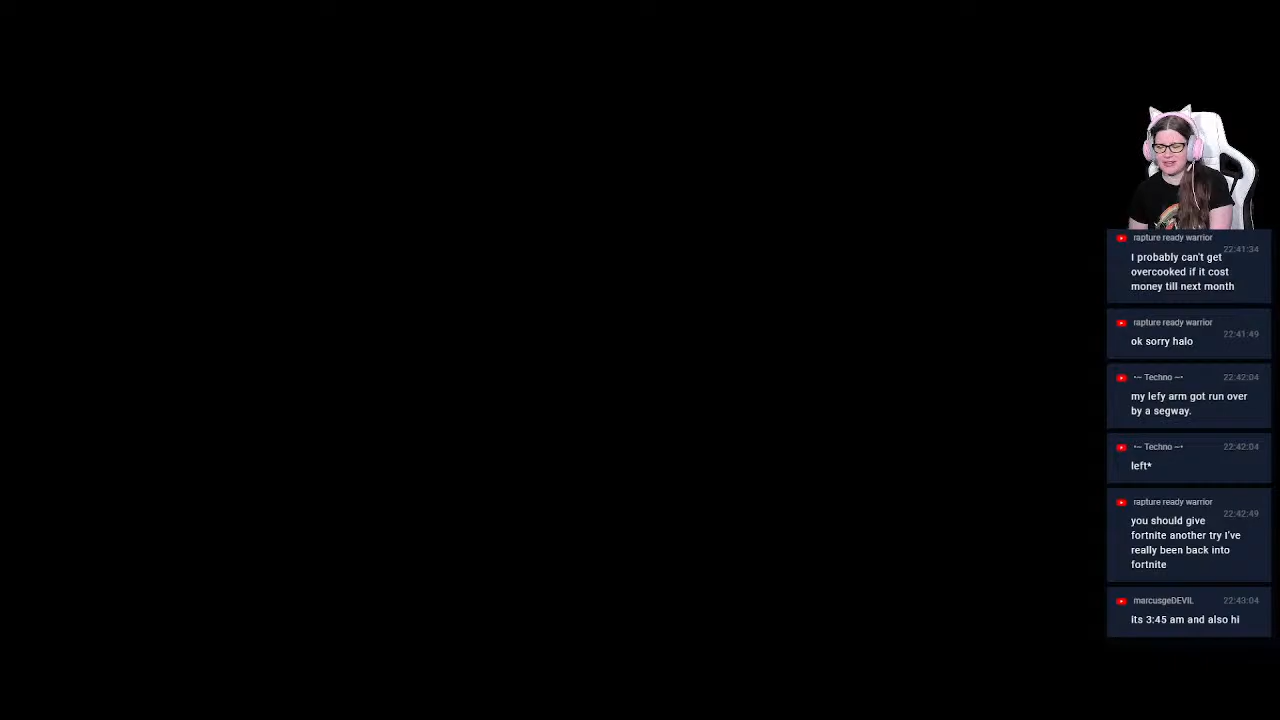 rapture ready warrior
22:41:34
I probably can't get
overcooked if it cost
money till next month
rapture ready warrior
22:41:49
ok sorry halo
•— Techno —• 22:42:04
my lefy arm got run over
by a segway.
•— Techno —• 22:42:04
left*
rapture ready warrior
22:42:49
you should give
fortnite another try I've
really been back into
fortnite
marcusgeDEVIL 22:43:04
its 3:45 am and also hi